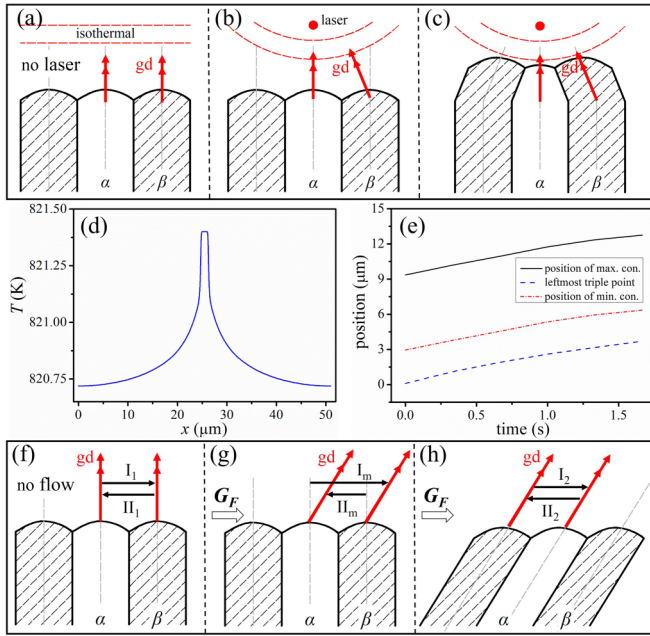 (a) (b) laser (c)
isothermal
no laser gd gd gd
α β α β α β
(d) (e)
821.50
821.25
821.00
820.75
T (K)
0 10 20 30 40 50
x (μm)
15
12
9
6
3
0
position (μm)
position of max. con.
leftmost triple point
position of min. con.
0.0 0.5 1.0 1.5
time (s)
(f) (g) (h)
gd gd gd
no flow I₁ Iₘ I₂
G_F G_F
II₁ IIₘ II₂
α β α β α β